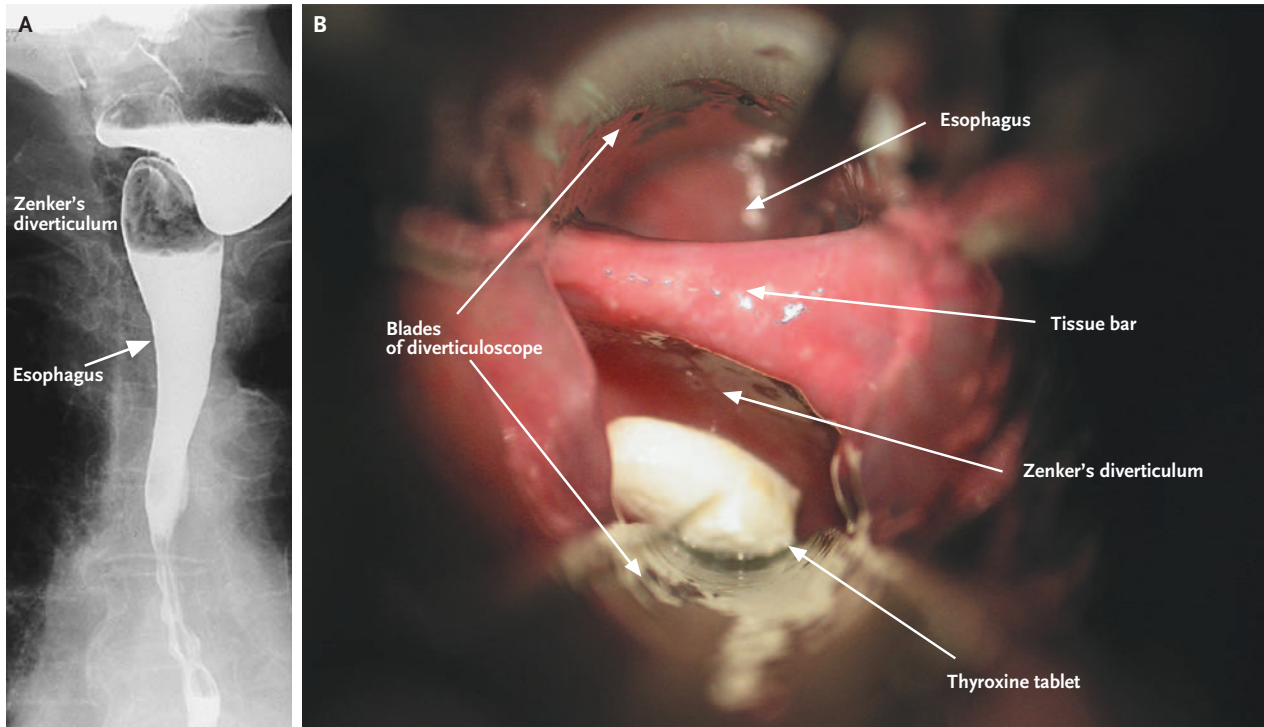 A
Zenker's
diverticulum
Esophagus
B
Esophagus
Blades
of diverticuloscope
Tissue bar
Zenker's diverticulum
Thyroxine tablet